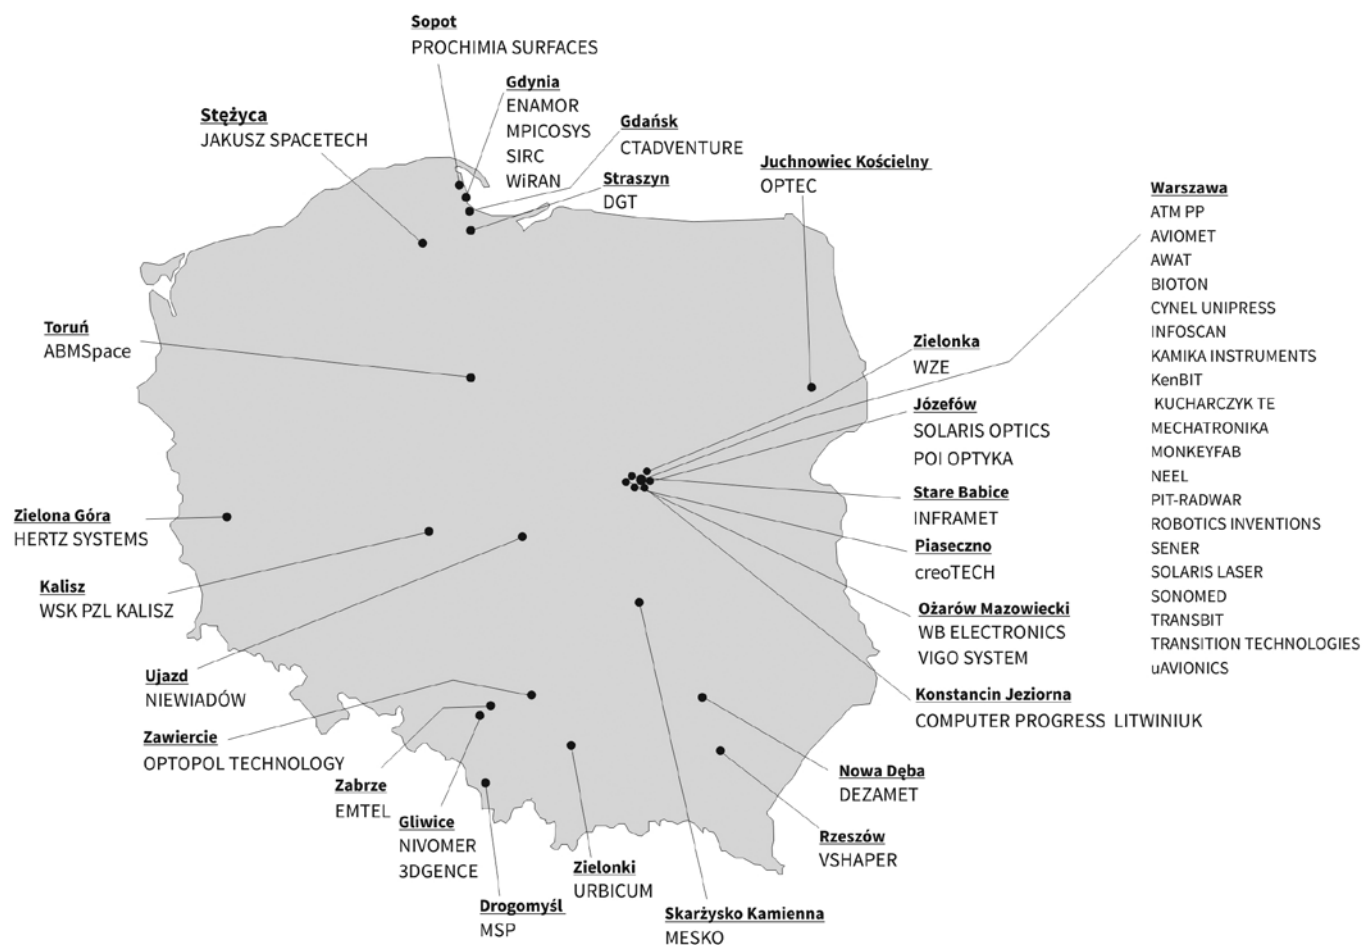 Sopot
PROCHIMIA SURFACES
Gdynia
ENAMOR
MPICOSYS
SIRC
WiRAN
Stężyca
JAKUSZ SPACETECH
Gdańsk
CTADVENTURE
Straszyn
DGT
Juchnowiec Kościelny
OPTEC
Warszawa
ATM PP
AVIOMET
AWAT
BIOTON
CYNEL UNIPRESS
INFOSCAN
KAMIKA INSTRUMENTS
KenBIT
KUCHARCZYK TE
MECHATRONIKA
MONKEYFAB
NEEL
PIT-RADWAR
ROBOTICS INVENTIONS
SENER
SOLARIS LASER
SONOMED
TRANSBIT
TRANSITION TECHNOLOGIES
uAVIONICS
Toruń
ABMSpace
Zielonka
WZE
Józefów
SOLARIS OPTICS
POI OPTYKA
Stare Babice
INFRAMET
Piaseczno
creoTECH
Ożarów Mazowiecki
WB ELECTRONICS
VIGO SYSTEM
Konstancin Jeziorna
COMPUTER PROGRESS LITWINIUK
Zielona Góra
HERTZ SYSTEMS
Kalisz
WSK PZL KALISZ
Ujazd
NIEWIADÓW
Zawiercie
OPTOPOL TECHNOLOGY
Zabrze
EMTEL
Gliwice
NIVOMER
3DGENCE
Drogomyśl
MSP
Zielonki
URBICUM
Skarżysko Kamienna
MESKO
Nowa Dęba
DEZAMET
Rzeszów
VSHAPER